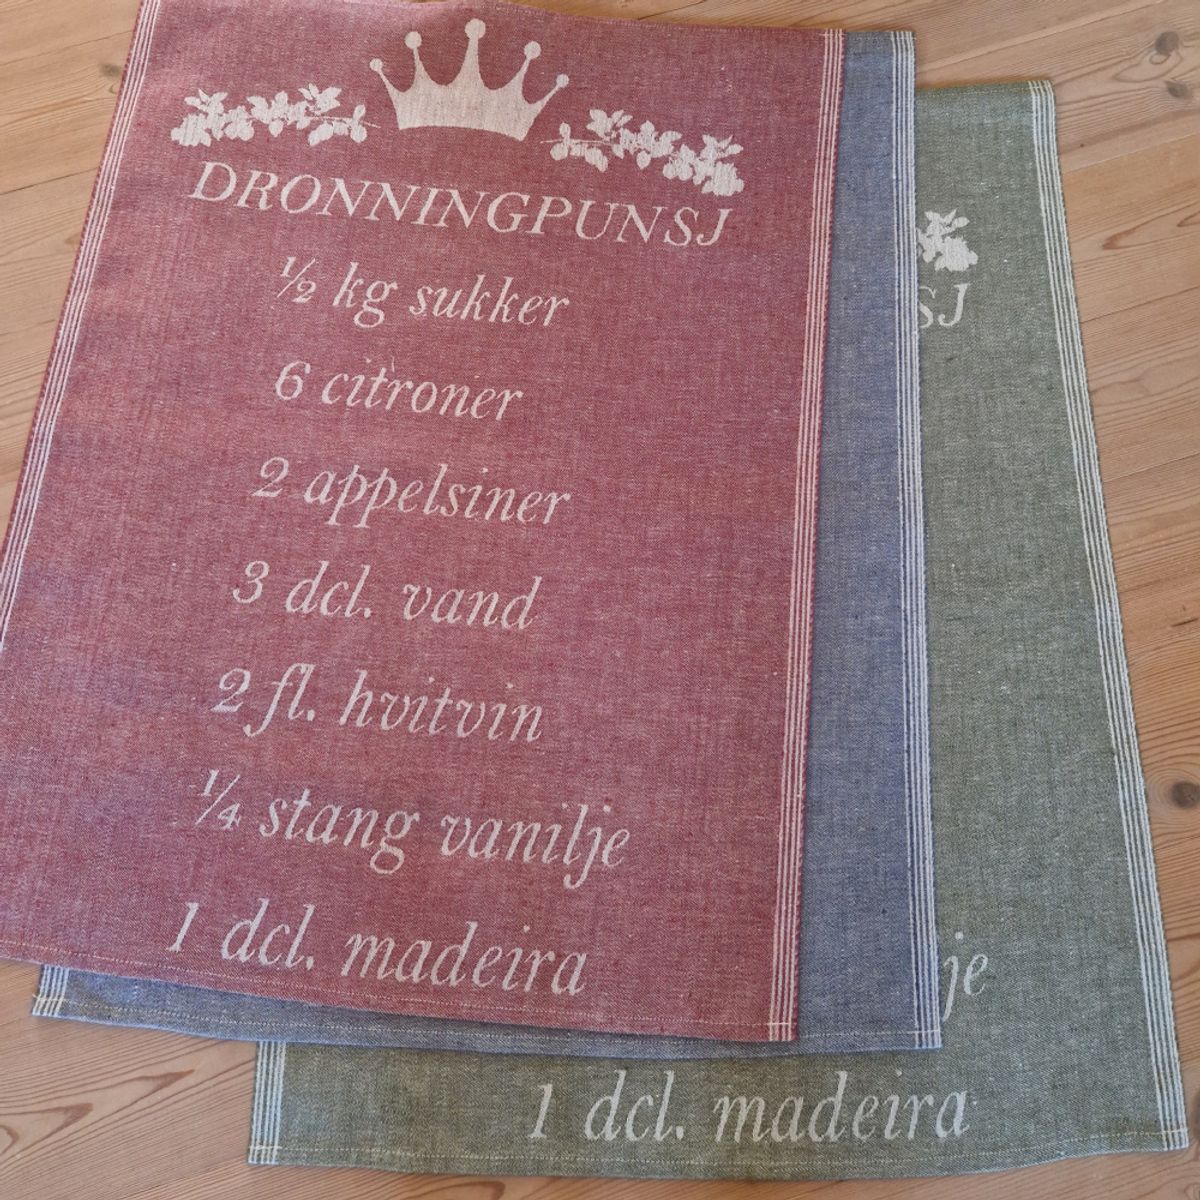 DRONNINGPUNSJ
½ kg sukker
6 citroner
2 appelsiner
3 dcl. vand
2 fl. hvitvin
¼ stang vanilje
1 dcl. madeira
SJ
je
1 dcl. madeira